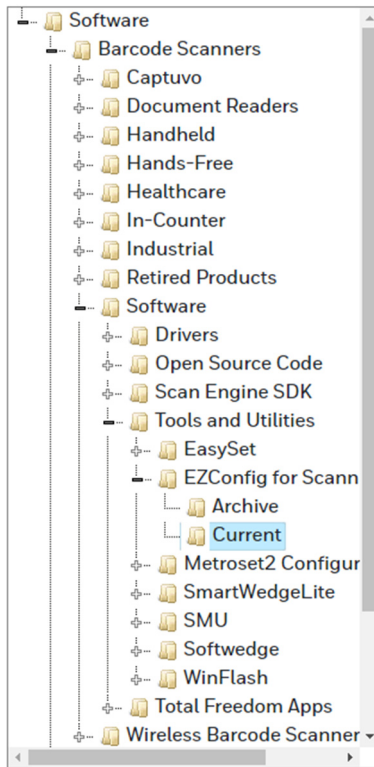 Software
Barcode Scanners
Captuvo
Document Readers
Handheld
Hands-Free
Healthcare
In-Counter
Industrial
Retired Products
Software
Drivers
Open Source Code
Scan Engine SDK
Tools and Utilities
EasySet
EZConfig for Scann
Archive
Current
Metroset2 Configur
SmartWedgeLite
SMU
Softwedge
WinFlash
Total Freedom Apps
Wireless Barcode Scanner